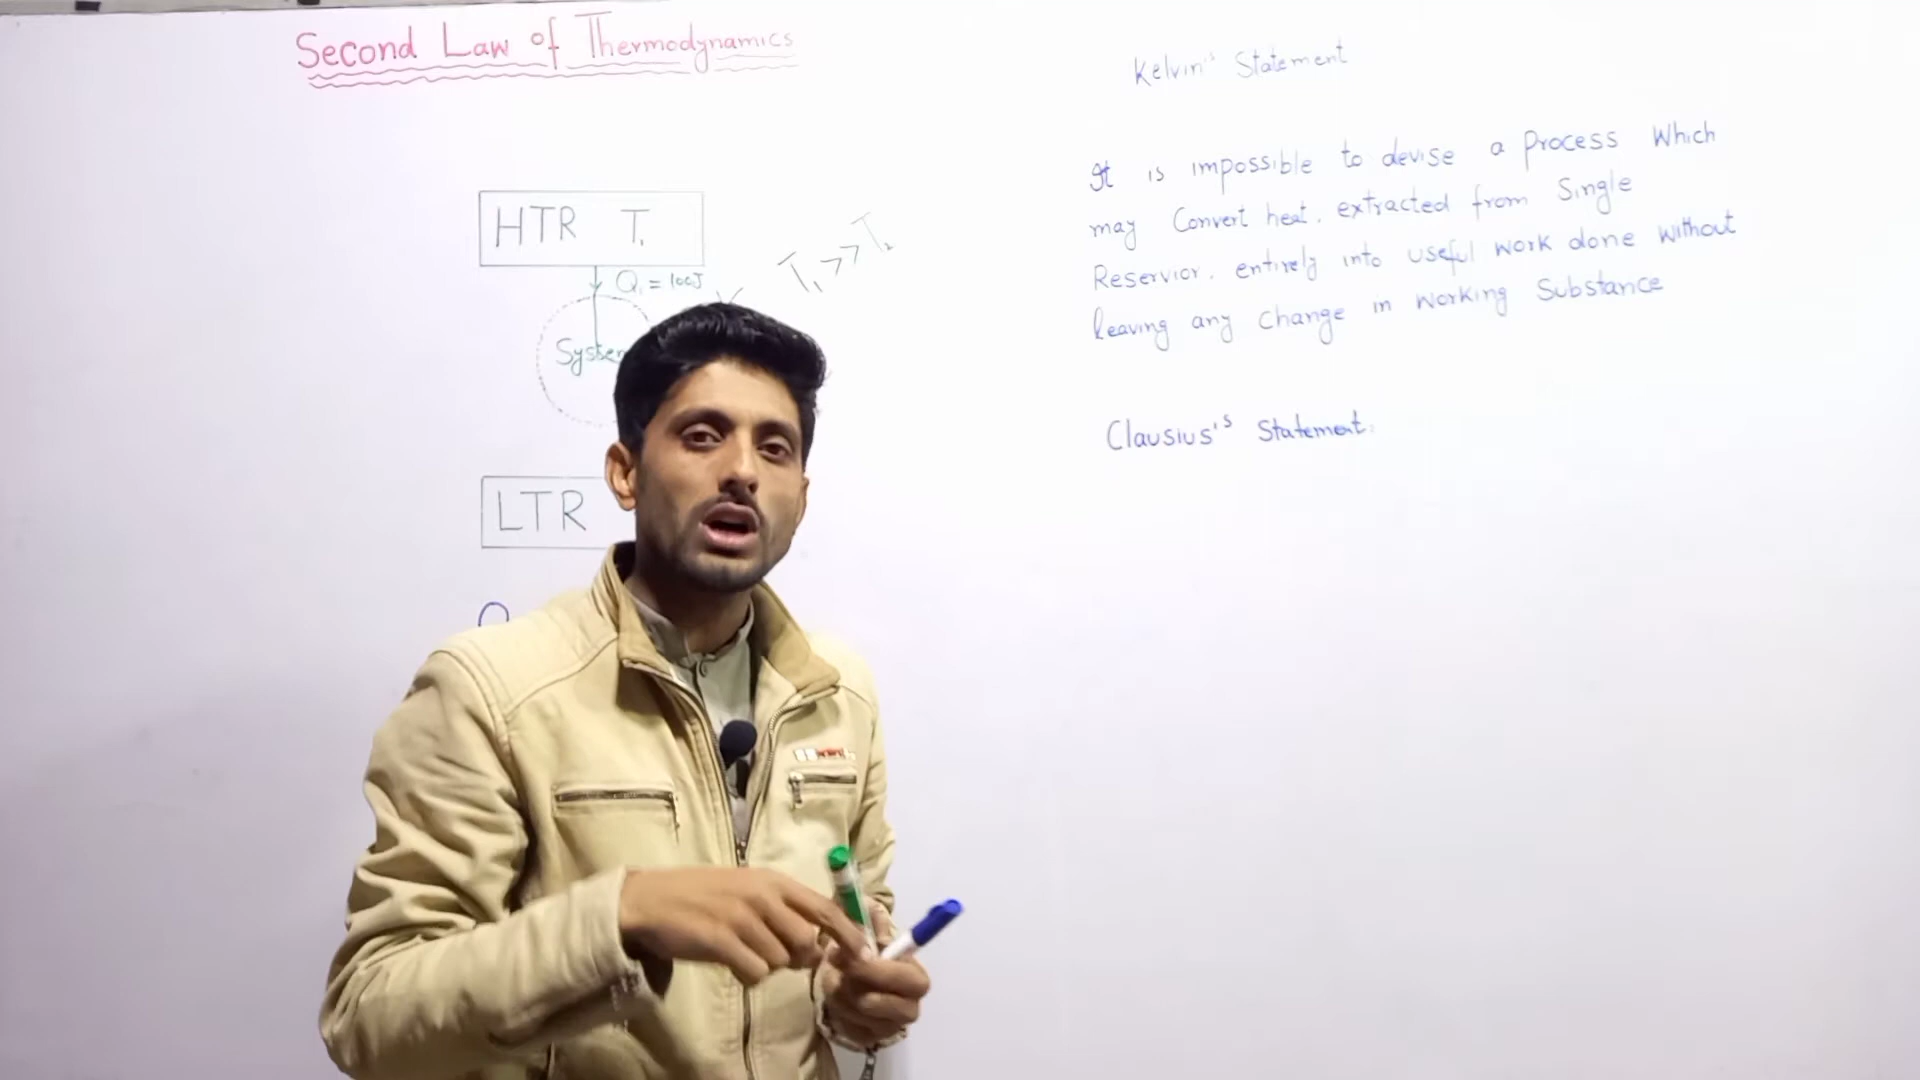 Second Law of Thermodynamics
HTR T₁
Q₁ = 100J
T₁ >> T₂
System
LTR
Kelvin's Statement
It is impossible to devise a Process Which
may Convert heat, extracted from Single
Reservior, entirely into useful work done without
leaving any change in working Substance
Clausius's Statement: